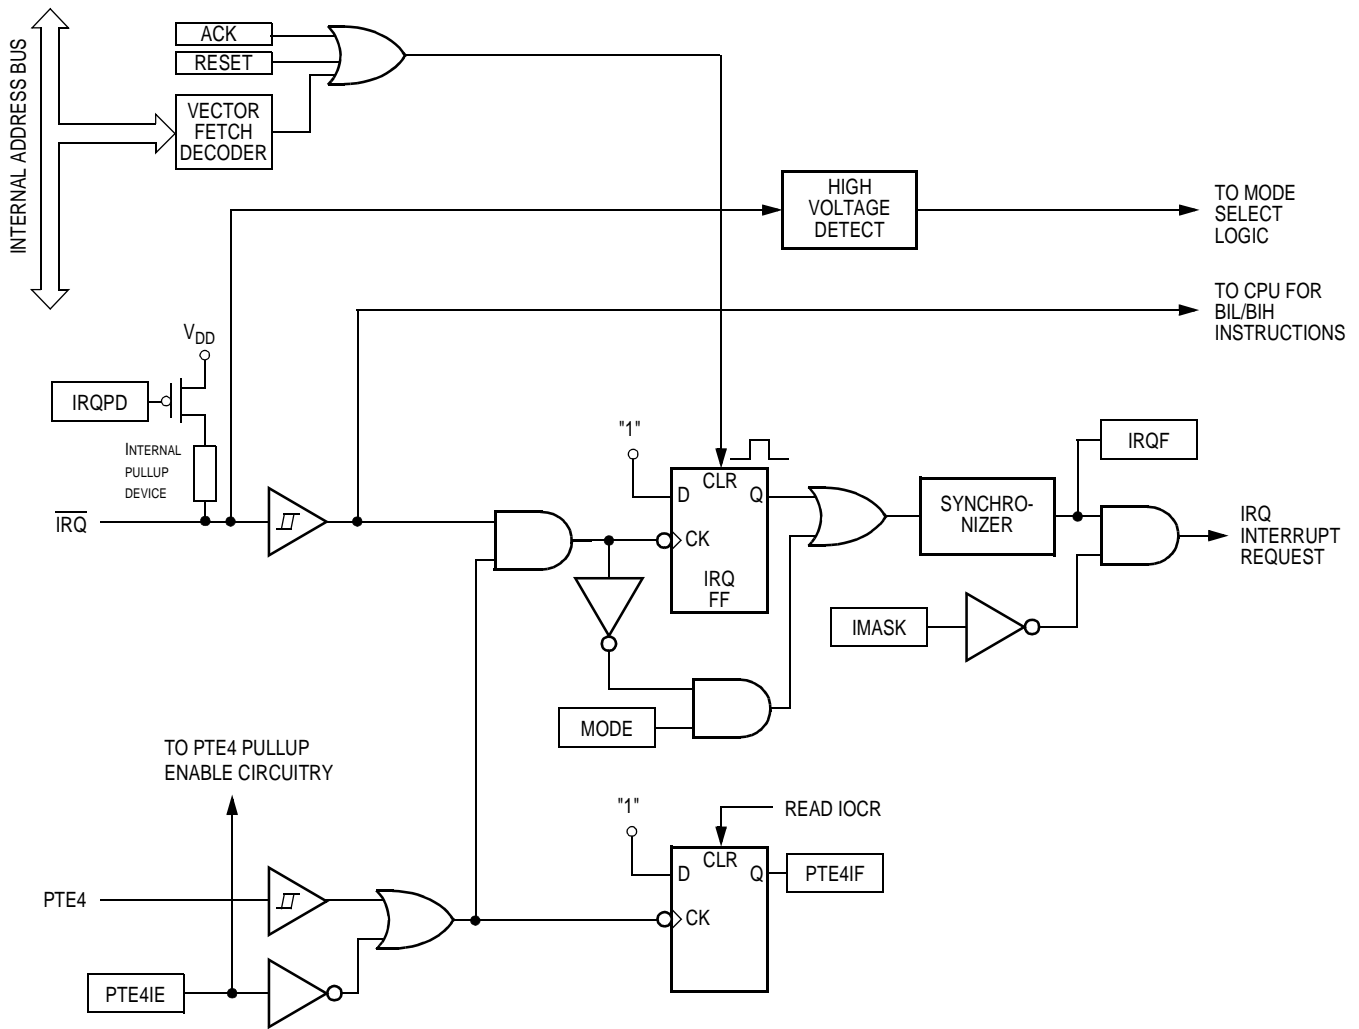 INTERNAL ADDRESS BUS
ACK
RESET
VECTOR
FETCH
DECODER
HIGH
VOLTAGE
DETECT
TO MODE
SELECT
LOGIC
TO CPU FOR
BIL/BIH
INSTRUCTIONS
VDD
IRQPD
INTERNAL
PULLUP
DEVICE
IRQ
"1"
D
CLR
Q
CK
IRQ
FF
SYNCHRO-
NIZER
IRQF
IRQ
INTERRUPT
REQUEST
IMASK
MODE
TO PTE4 PULLUP
ENABLE CIRCUITRY
"1"
READ IOCR
D
CLR
Q
CK
PTE4IF
PTE4
PTE4IE